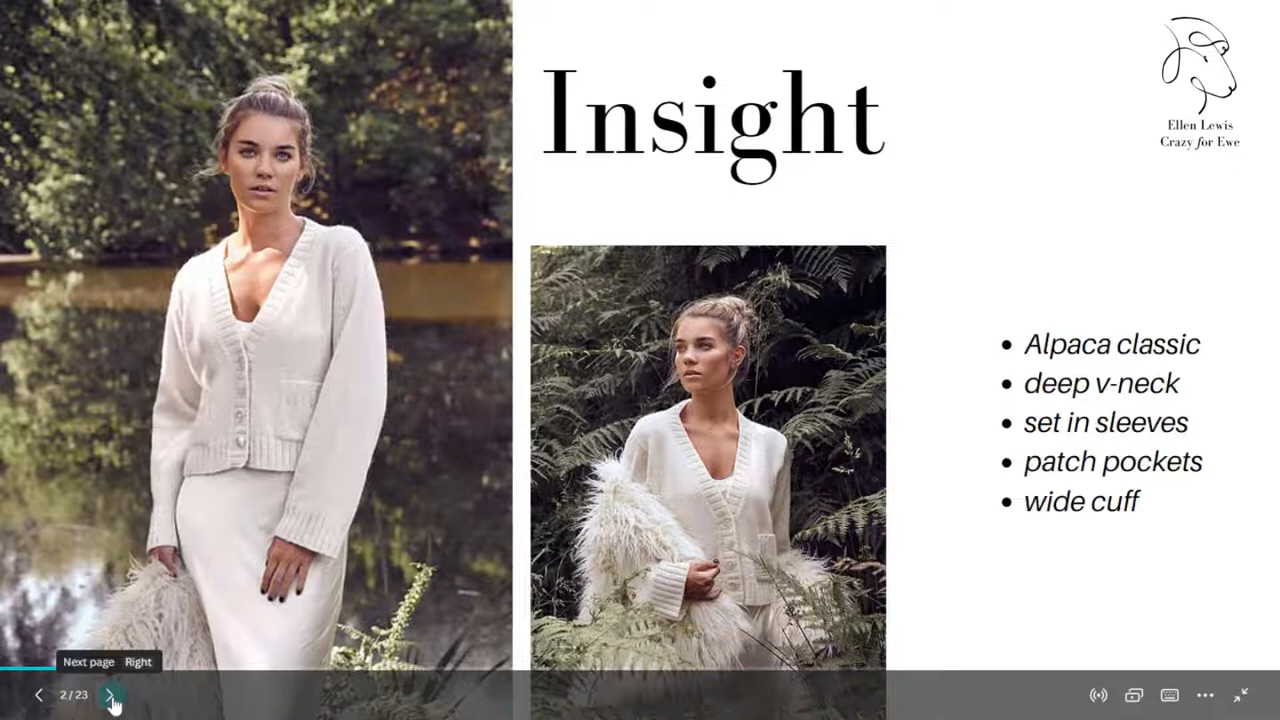 Insight
Ellen Lewis
Crazy for Ewe
• Alpaca classic
• deep v-neck
• set in sleeves
• patch pockets
• wide cuff
Next page Right
2 / 23